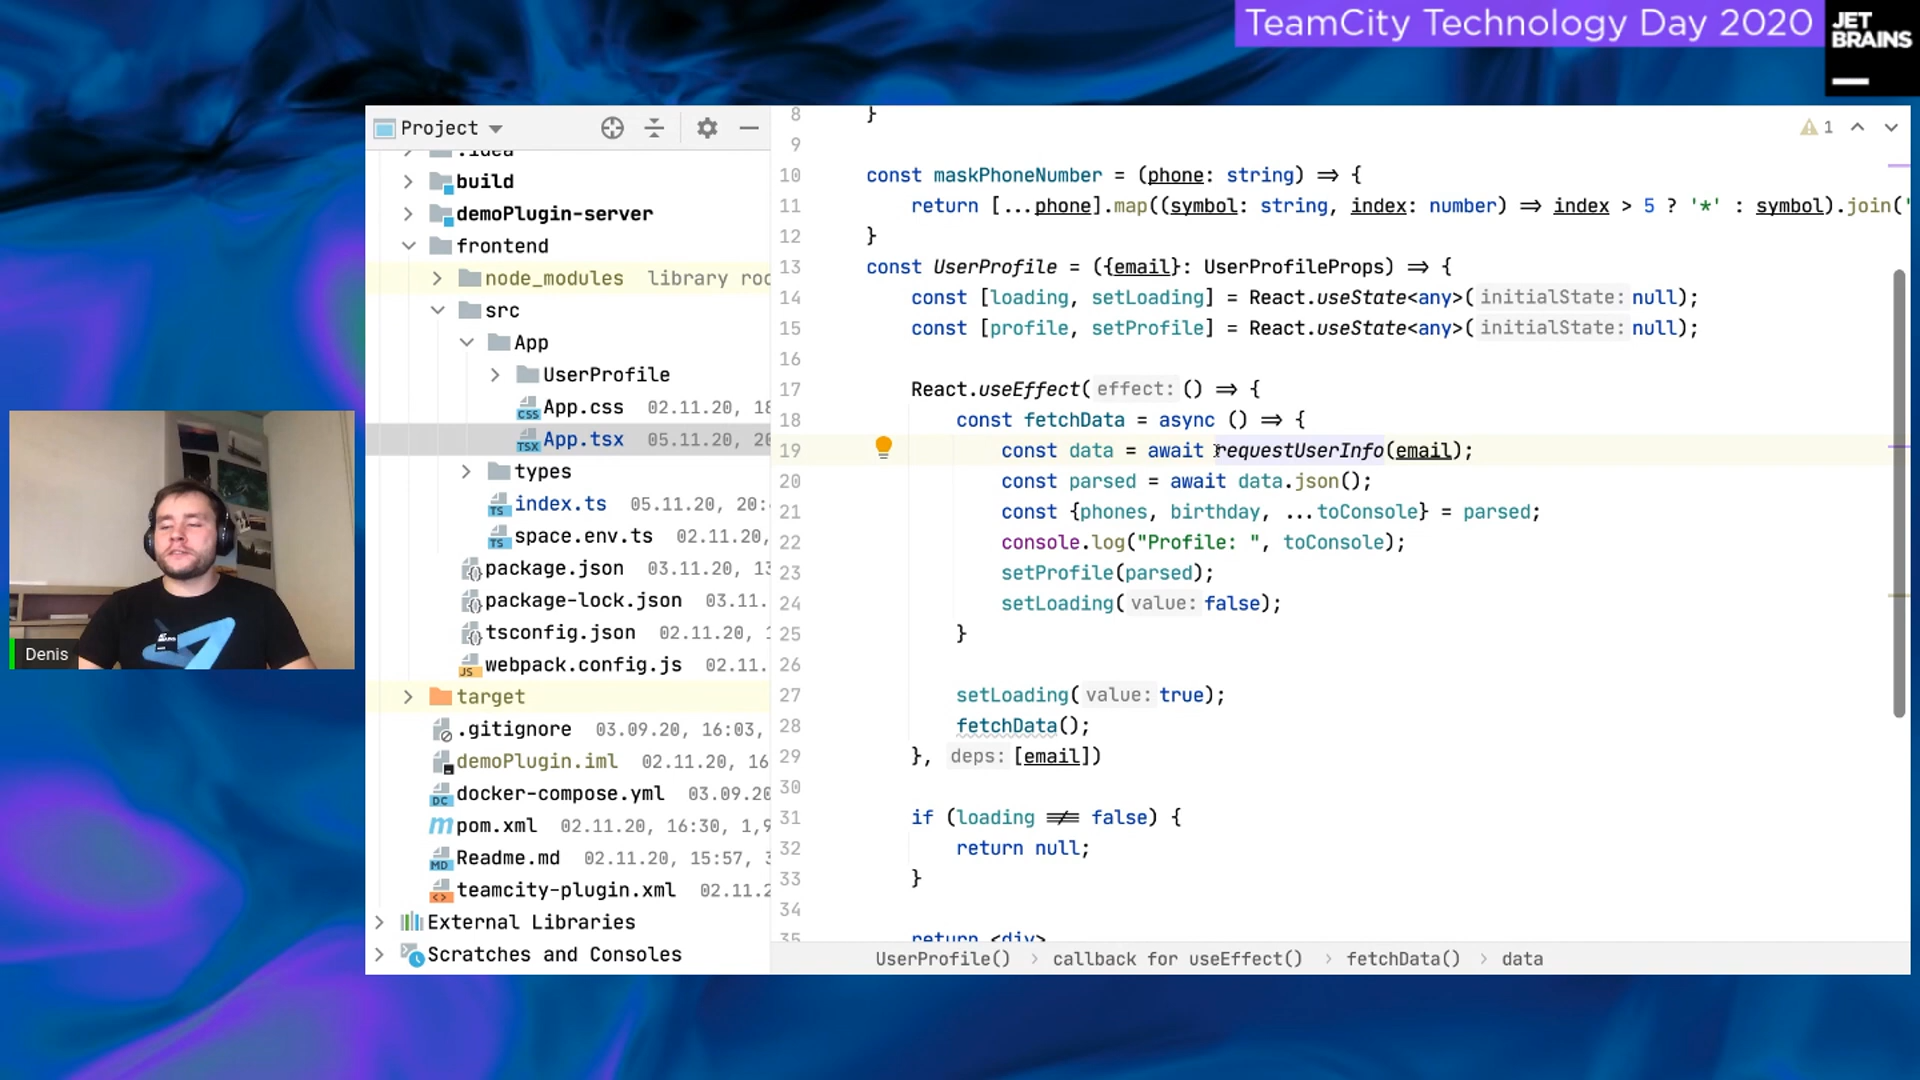 TeamCity Technology Day 2020
JET
BRAINS
Project
.idea
build
demoPlugin-server
frontend
node_modules library roo
src
App
UserProfile
App.css 02.11.20, 18
App.tsx 05.11.20, 20
types
index.ts 05.11.20, 20:
space.env.ts 02.11.20,
package.json 03.11.20, 13
package-lock.json 03.11.
tsconfig.json 02.11.20, 1
webpack.config.js 02.11.
target
.gitignore 03.09.20, 16:03,
demoPlugin.iml 02.11.20, 16
docker-compose.yml 03.09.20
pom.xml 02.11.20, 16:30, 1,9
Readme.md 02.11.20, 15:57, 3
teamcity-plugin.xml 02.11.2
External Libraries
Scratches and Consoles
Denis
1
8 }
9
10 const maskPhoneNumber = (phone: string) => {
11 return [...phone].map((symbol: string, index: number) => index > 5 ? '*' : symbol).join('
12 }
13 const UserProfile = ({email}: UserProfileProps) => {
14 const [loading, setLoading] = React.useState<any>( initialState: null);
15 const [profile, setProfile] = React.useState<any>( initialState: null);
16
17 React.useEffect( effect: () => {
18 const fetchData = async () => {
19 const data = await requestUserInfo(email);
20 const parsed = await data.json();
21 const {phones, birthday, ...toConsole} = parsed;
22 console.log("Profile: ", toConsole);
23 setProfile(parsed);
24 setLoading( value: false);
25 }
26
27 setLoading( value: true);
28 fetchData();
29 }, deps: [email])
30
31 if (loading !== false) {
32 return null;
33 }
34
35 return <div>
UserProfile() > callback for useEffect() > fetchData() > data